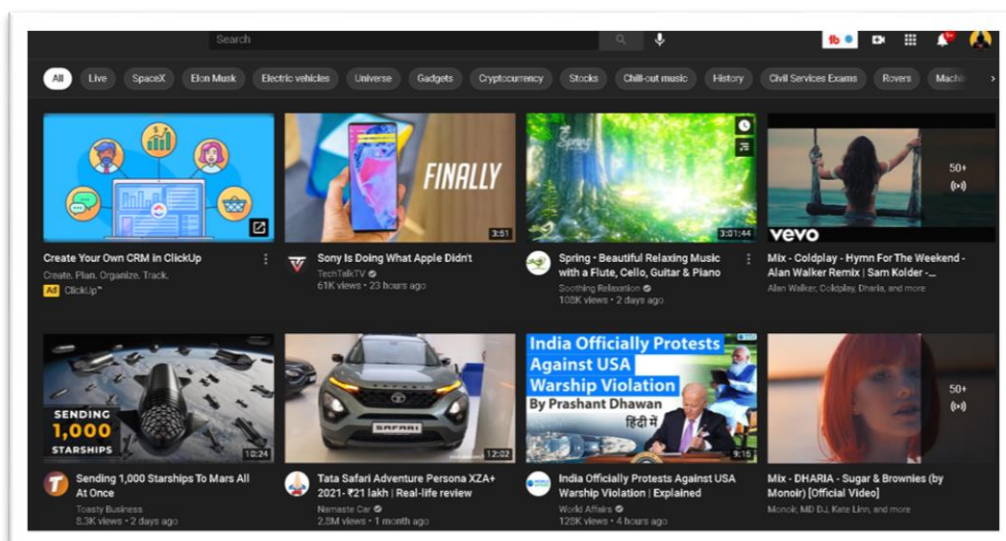 Search
All Live SpaceX Elon Musk Electric vehicles Universe Gadgets Cryptocurrency Stocks Chill-out music History Civil Services Exams Rovers Machi
FINALLY
3:51
Spring
3:01:44
50+
vevo
Create Your Own CRM in ClickUp
Create. Plan. Organize. Track.
Ad ClickUp™
Sony Is Doing What Apple Didn't
TechTalkTV
61K views • 23 hours ago
Spring • Beautiful Relaxing Music
with a Flute, Cello, Guitar & Piano
Soothing Relaxation
108K views • 2 days ago
Mix - Coldplay - Hymn For The Weekend -
Alan Walker Remix | Sam Kolder -...
Alan Walker, Coldplay, Dharia, and more
SENDING
1,000
STARSHIPS
10:24
SAFARI
12:02
India Officially Protests
Against USA
Warship Violation
By Prashant Dhawan
हिंदी में
9:15
50+
Sending 1,000 Starships To Mars All
At Once
Toasty Business
8.3K views • 2 days ago
Tata Safari Adventure Persona XZA+
2021- ₹21 lakh | Real-life review
Namaste Car
2.8M views • 1 month ago
India Officially Protests Against USA
Warship Violation | Explained
World Affairs
128K views • 4 hours ago
Mix - DHARIA - Sugar & Brownies (by
Monoir) [Official Video]
Monoir, MD DJ, Kate Linn, and more